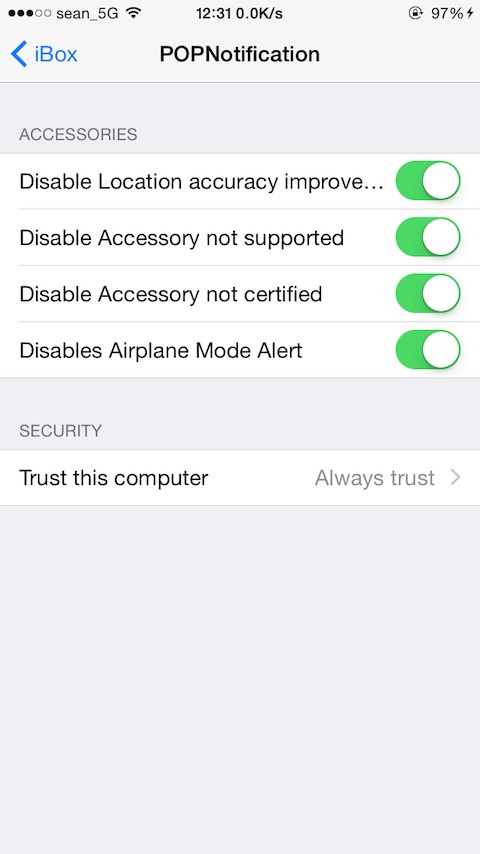 sean_5G 12:31 0.0K/s 97%
iBox POPNotification
ACCESSORIES
Disable Location accuracy improve...
Disable Accessory not supported
Disable Accessory not certified
Disables Airplane Mode Alert
SECURITY
Trust this computer Always trust